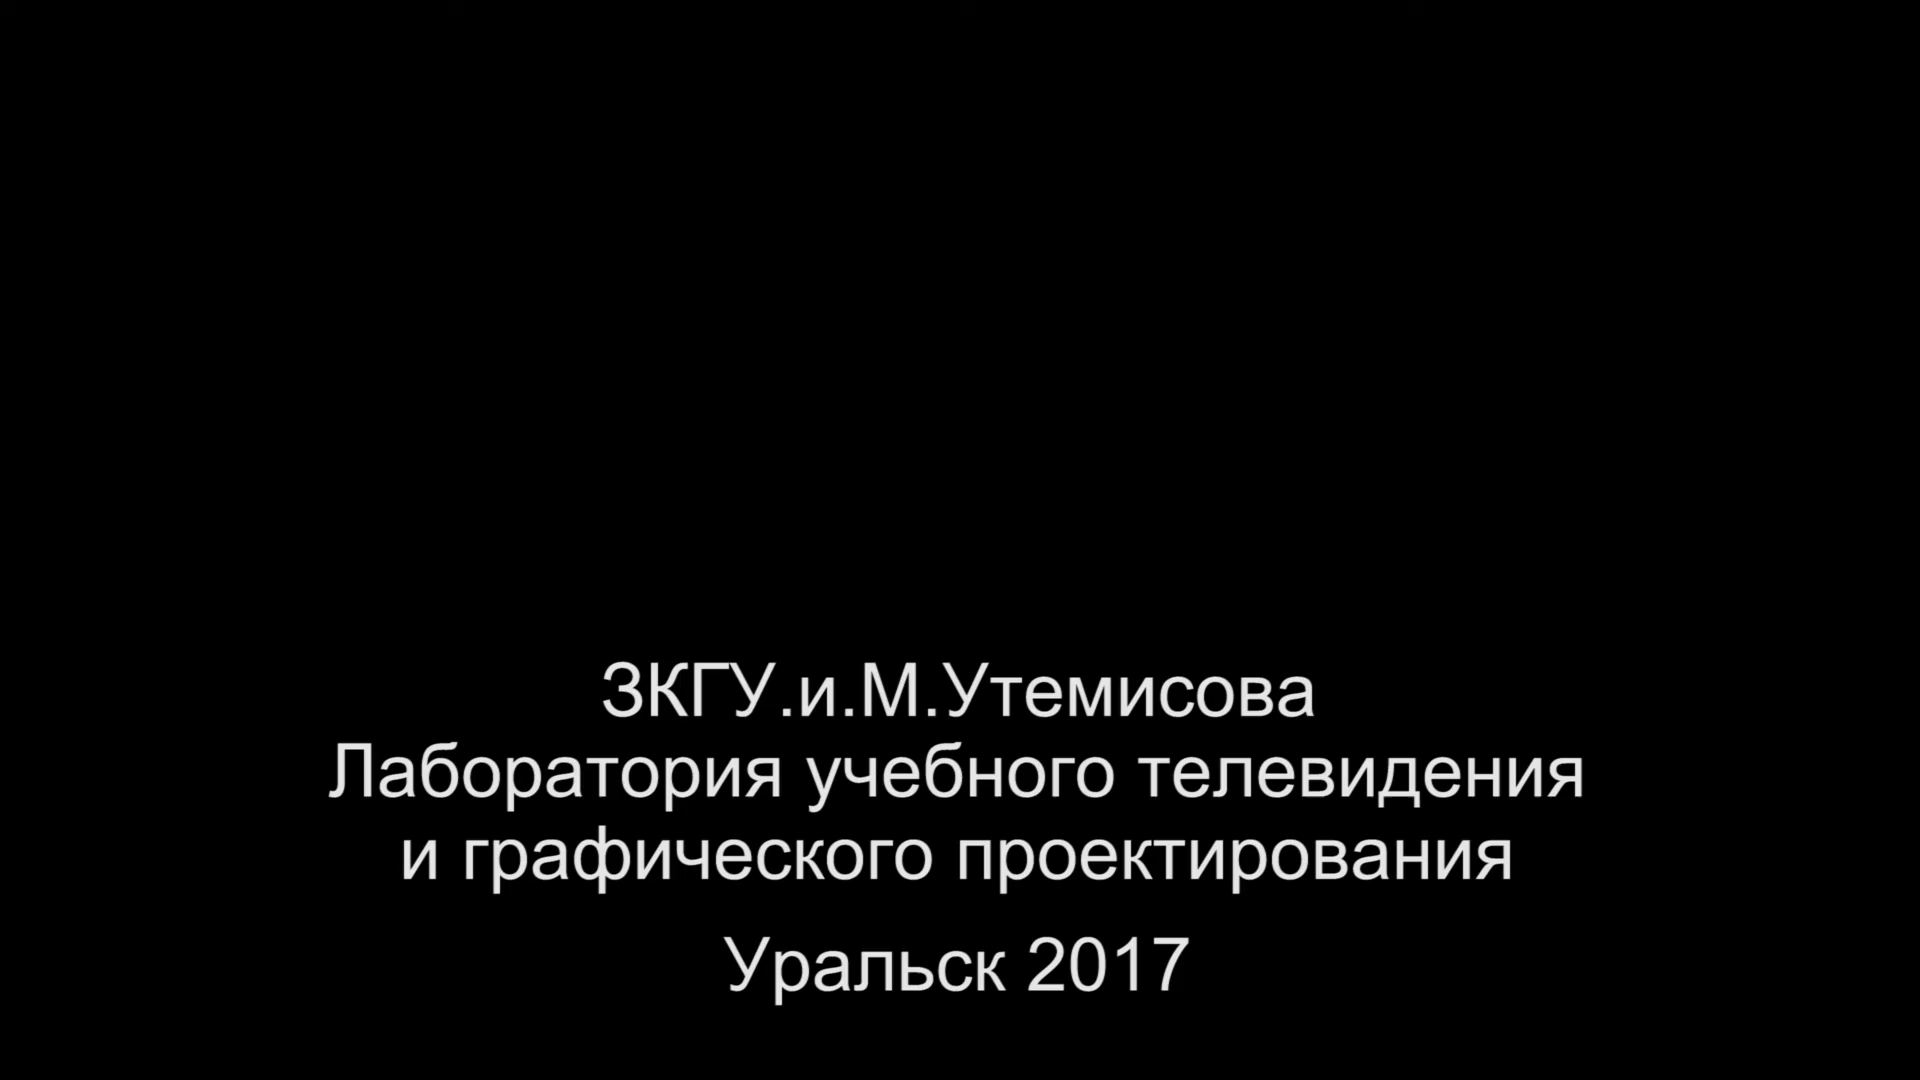 ЗКГУ.и.М.Утемисова
Лаборатория учебного телевидения
и графического проектирования
Уральск 2017